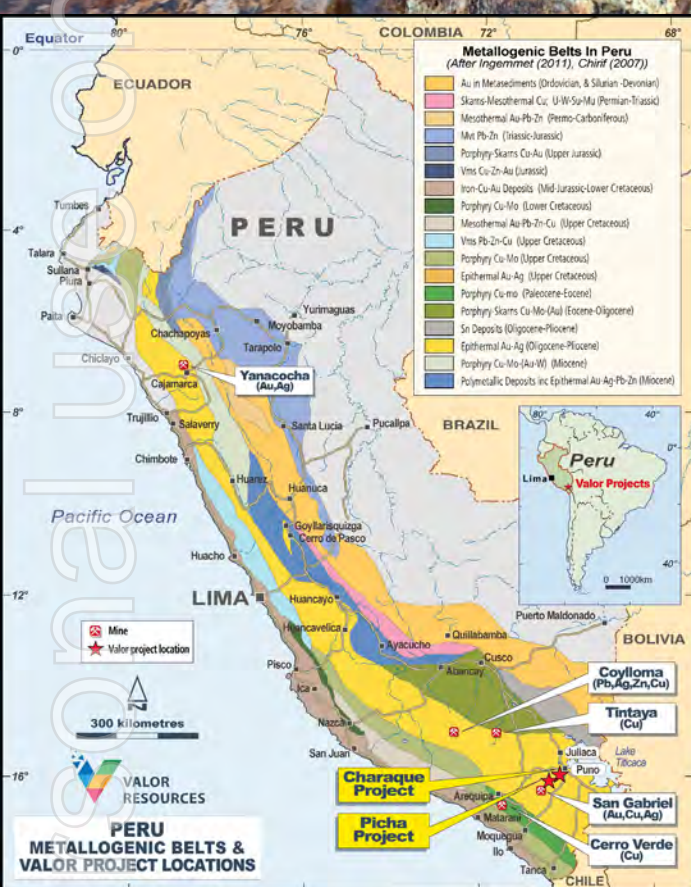 Equator
80°
76°
72°
0°
COLOMBIA
ECUADOR
Metallogenic Belts In Peru
(After Ingemmet (2011), Chirif (2007))
Au in Metasediments (Ordovician, & Silurian -Devonian)
Skarns-Mesothermal Cu; U-W-Su-Mu (Permian-Triassic)
Mesothermal Au-Pb-Zn (Permo-Carboniferous)
Mvt Pb-Zn (Triassic-Jurassic)
Porphyry-Skarns Cu-Au (Upper Jurassic)
Vms Cu-Zn-Au (Jurassic)
Iron-Cu-Au Deposits (Mid-Jurassic-Lower Cretaceous)
Porphyry Cu-Mo (Lower Cretaceous)
Mesothermal Au-Pb-Zn-Cu (Upper Cretaceous)
Vms Pb-Zn-Cu (Upper Cretaceous)
Porphyry Cu-Mo (Upper Cretaceous)
Epithermal Au-Ag (Upper Cretaceous)
Porphyry Cu-mo (Paleocene-Eocene)
Porphyry Skarns Cu-Mo-(Au) (Eocene-Oligocene)
Sn Deposits (Oligocene-Pliocene)
Epithermal Au-Ag (Oligocene-Pliocene)
Porphyry Cu-Mo-(Au-W) (Miocene)
Polymetallic Deposits inc Epithermal Au-Ag-Pb-Zn (Miocene)
Tumbes
4°
PERU
Talara
Sullana
Piura
Paita
Yurimaguas
Moyobamba
Chachapoyas
Tarapolo
Chiclayo
Yanacocha
(Au,Ag)
Cajamarca
8°
Trujillio
Salaverry
Santa Lucia
Pucallpa
BRAZIL
80°
40°
0°
Peru
Lima
Valor Projects
40°
0 1000km
Chimbote
Huarez
Huanuca
Pacific Ocean
Goyllarisquizga
Cerro de Pasco
Huacho
12°
LIMA
Huancayo
Puerto Maldonado
Mine
Valor project location
Huancavelica
Quillabamba
BOLIVIA
Ayacucho
Cusco
Abancay
Pisco
Ica
Coylloma
(Pb,Ag,Zn,Cu)
N
300 kilometres
Nazca
Tintaya
(Cu)
San Juan
Juliaca
Lake
Titicaca
Puno
16°
VALOR
RESOURCES
Charaque
Project
Arequipa
San Gabriel
(Au,Cu,Ag)
Picha
Project
Matarani
Moquegua
Ilo
Cerro Verde
(Cu)
PERU
METALLOGENIC BELTS &
VALOR PROJECT LOCATIONS
Tanca
CHILE
sonal use o